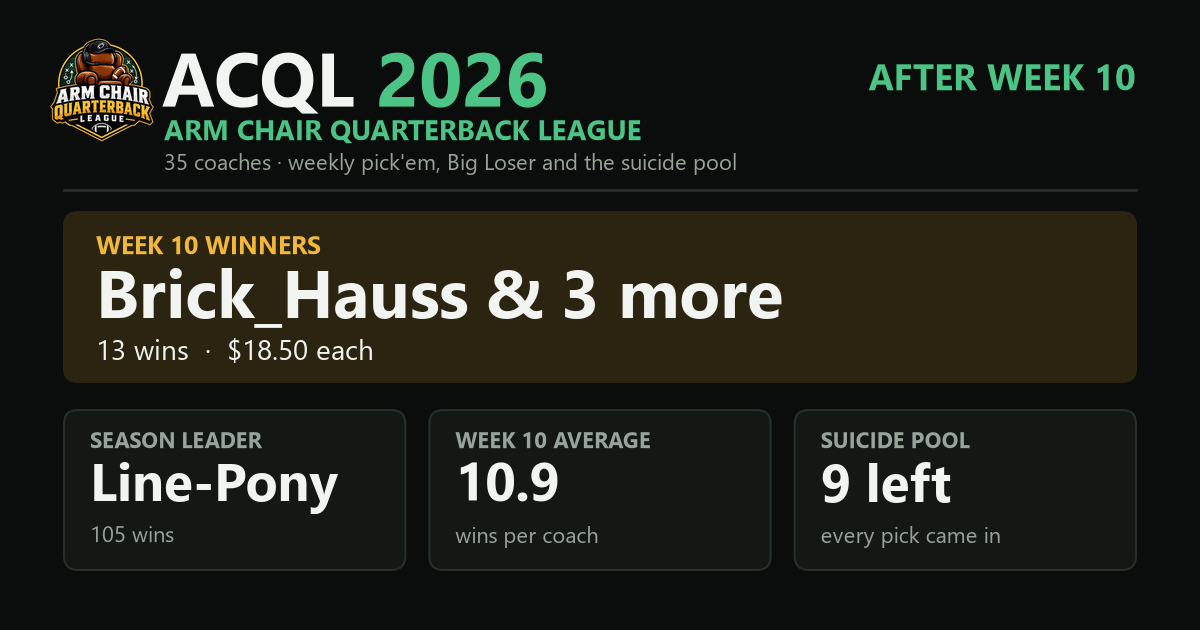 ARM CHAIR
QUARTERBACK
LEAGUE
ACQL 2026
ARM CHAIR QUARTERBACK LEAGUE
35 coaches · weekly pick'em, Big Loser and the suicide pool
AFTER WEEK 10
WEEK 10 WINNERS
Brick_Hauss & 3 more
13 wins · $18.50 each
SEASON LEADER
Line-Pony
105 wins
WEEK 10 AVERAGE
10.9
wins per coach
SUICIDE POOL
9 left
every pick came in